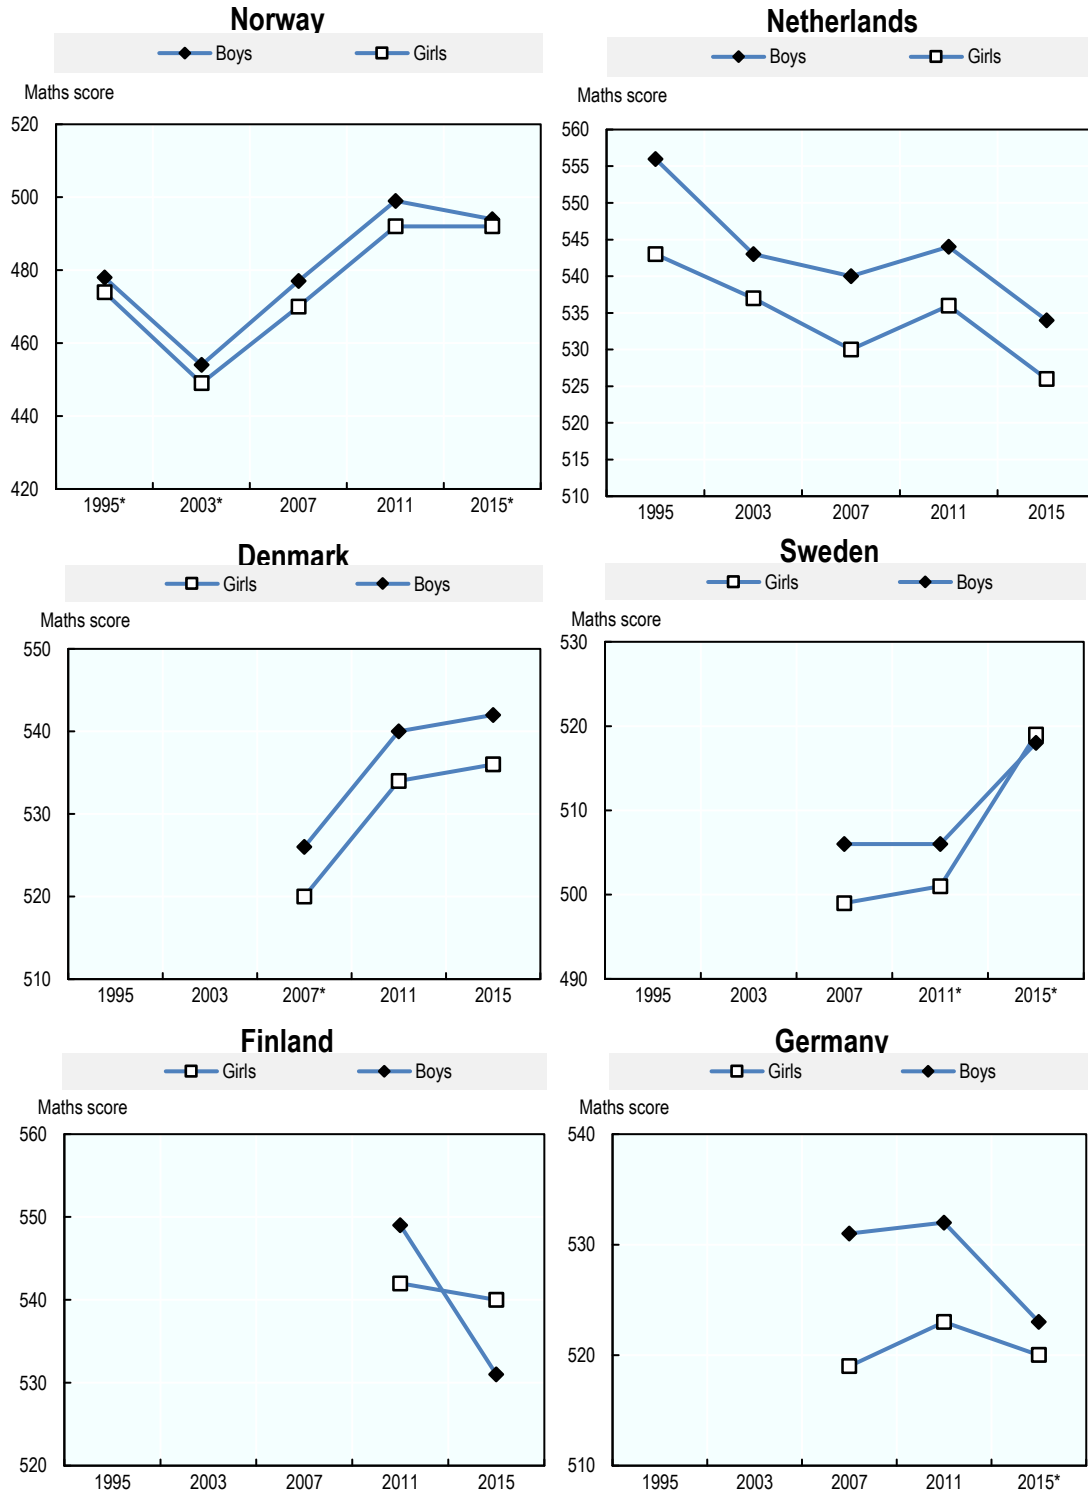 Norway
Boys Girls
Maths score
520
500
480
460
440
420
1995* 2003* 2007 2011 2015*
Netherlands
Boys Girls
Maths score
560
555
550
545
540
535
530
525
520
515
510
1995 2003 2007 2011 2015
Denmark
Girls Boys
Maths score
550
540
530
520
510
1995 2003 2007* 2011 2015
Sweden
Girls Boys
Maths score
530
520
510
500
490
1995 2003 2007 2011* 2015*
Finland
Girls Boys
Maths score
560
550
540
530
520
1995 2003 2007 2011 2015
Germany
Girls Boys
Maths score
540
530
520
510
1995 2003 2007 2011 2015*